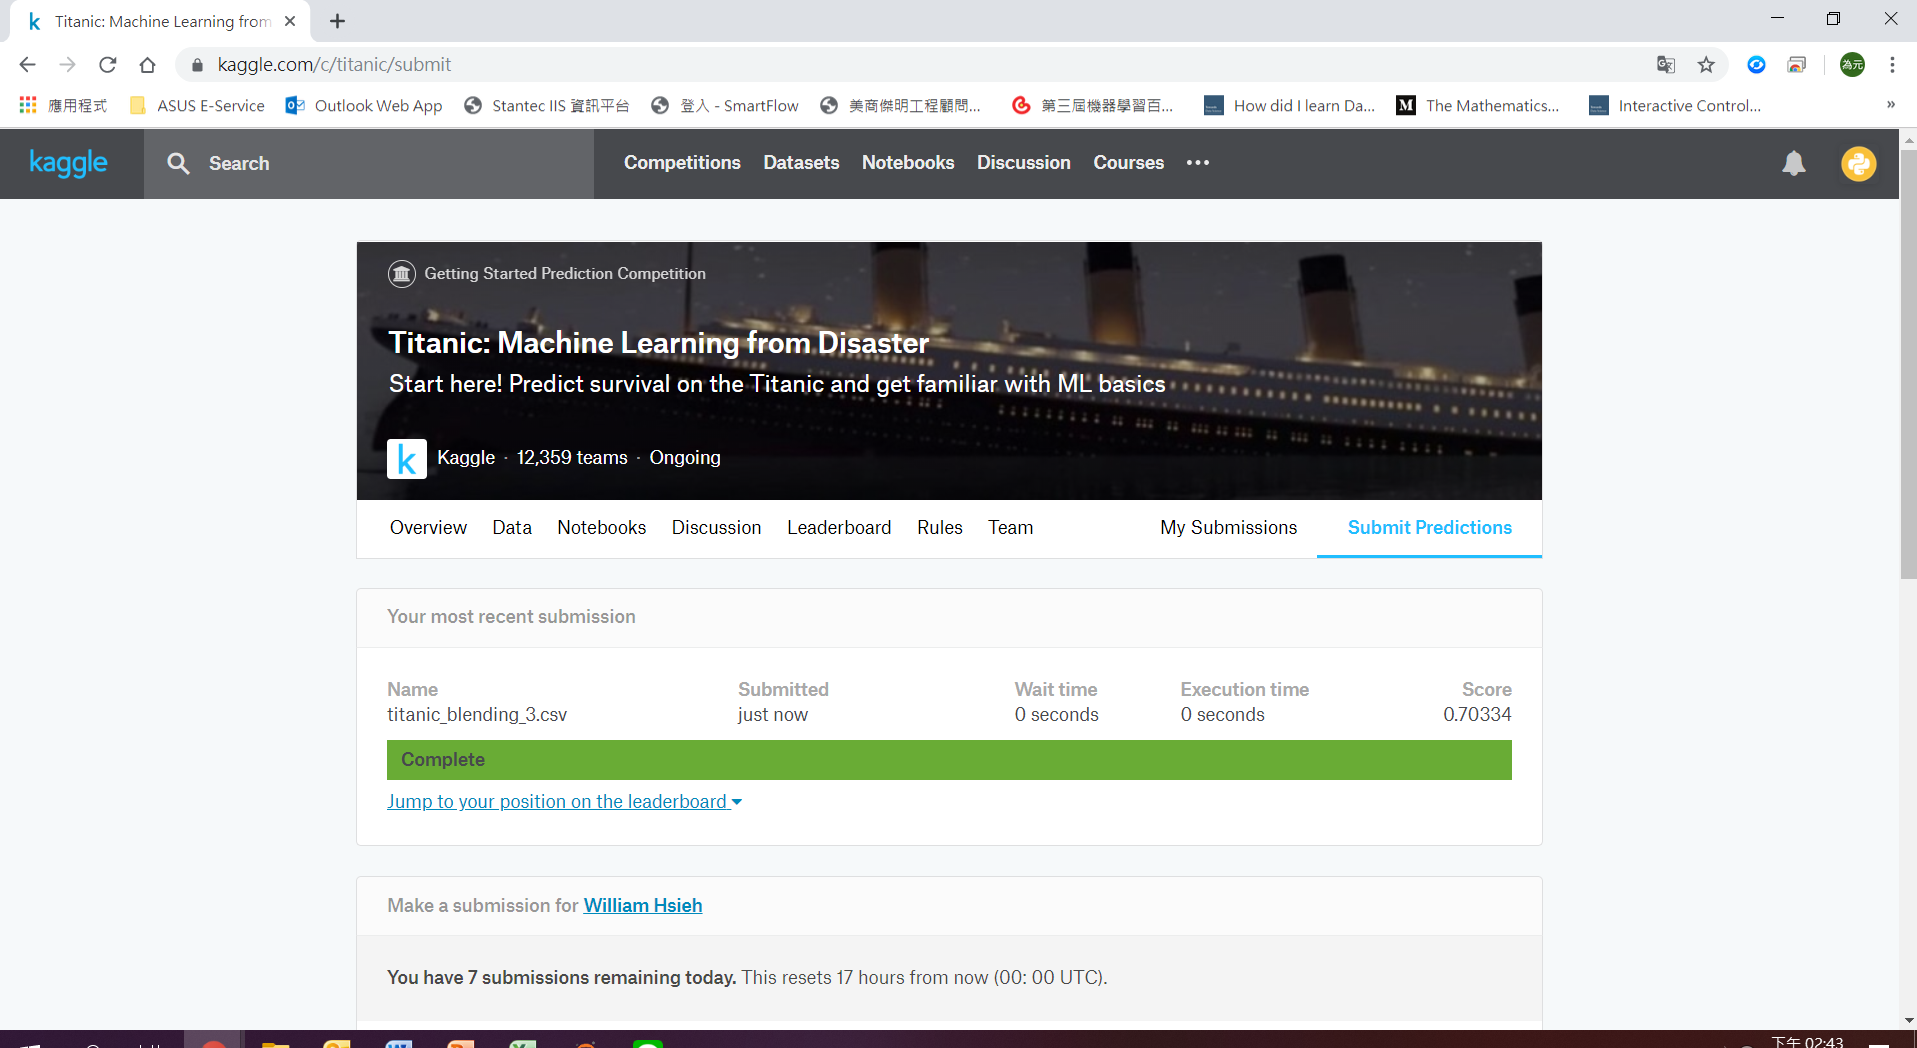 Titanic: Machine Learning from
kaggle.com/c/titanic/submit
為元
應用程式 ASUS E-Service Outlook Web App Stantec IIS 資訊平台 登入 - SmartFlow 美商傑明工程顧問... 第三屆機器學習百... How did I learn Da... M The Mathematics... Interactive Control... »
kaggle Search Competitions Datasets Notebooks Discussion Courses •••
Getting Started Prediction Competition
Titanic: Machine Learning from Disaster
Start here! Predict survival on the Titanic and get familiar with ML basics
k Kaggle · 12,359 teams · Ongoing
Overview Data Notebooks Discussion Leaderboard Rules Team My Submissions Submit Predictions
Your most recent submission
Name Submitted Wait time Execution time Score
titanic_blending_3.csv just now 0 seconds 0 seconds 0.70334
Complete
Jump to your position on the leaderboard
Make a submission for William Hsieh
You have 7 submissions remaining today. This resets 17 hours from now (00: 00 UTC).
下午 02:43